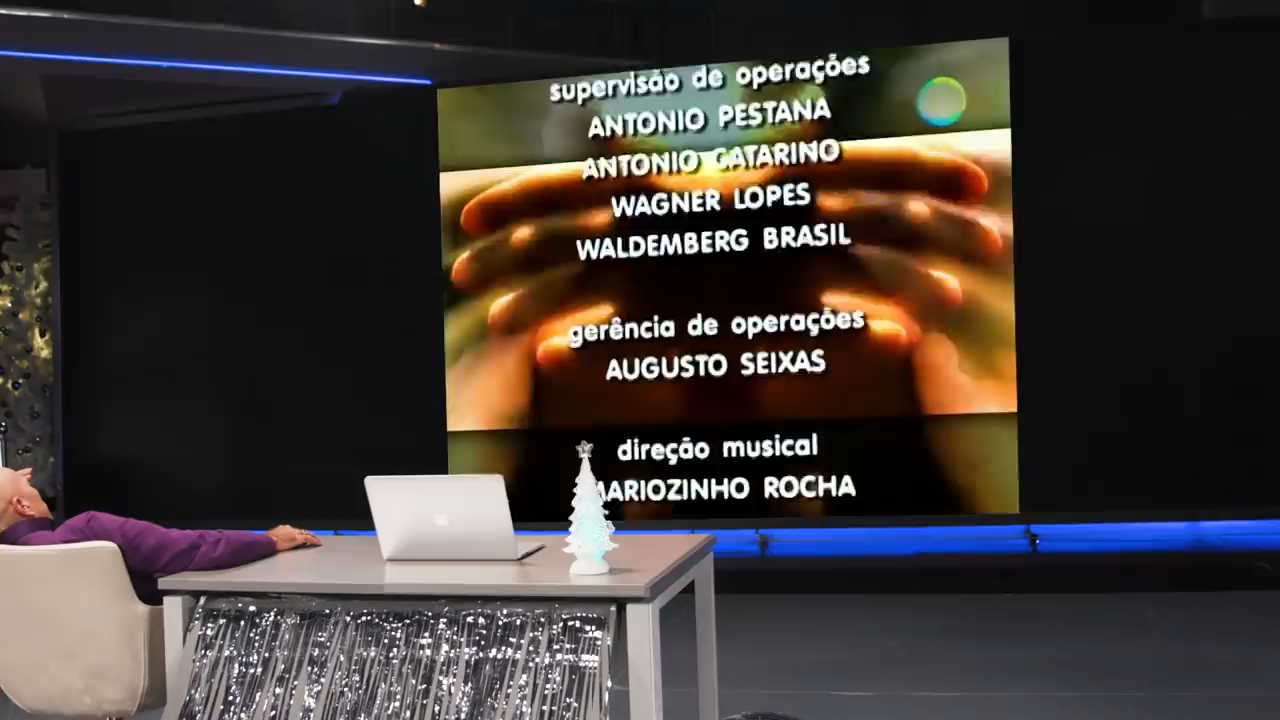 supervisão de operações
ANTONIO PESTANA
ANTONIO CATARINO
WAGNER LOPES
WALDEMBERG BRASIL
gerência de operações
AUGUSTO SEIXAS
direção musical
MARIOZINHO ROCHA